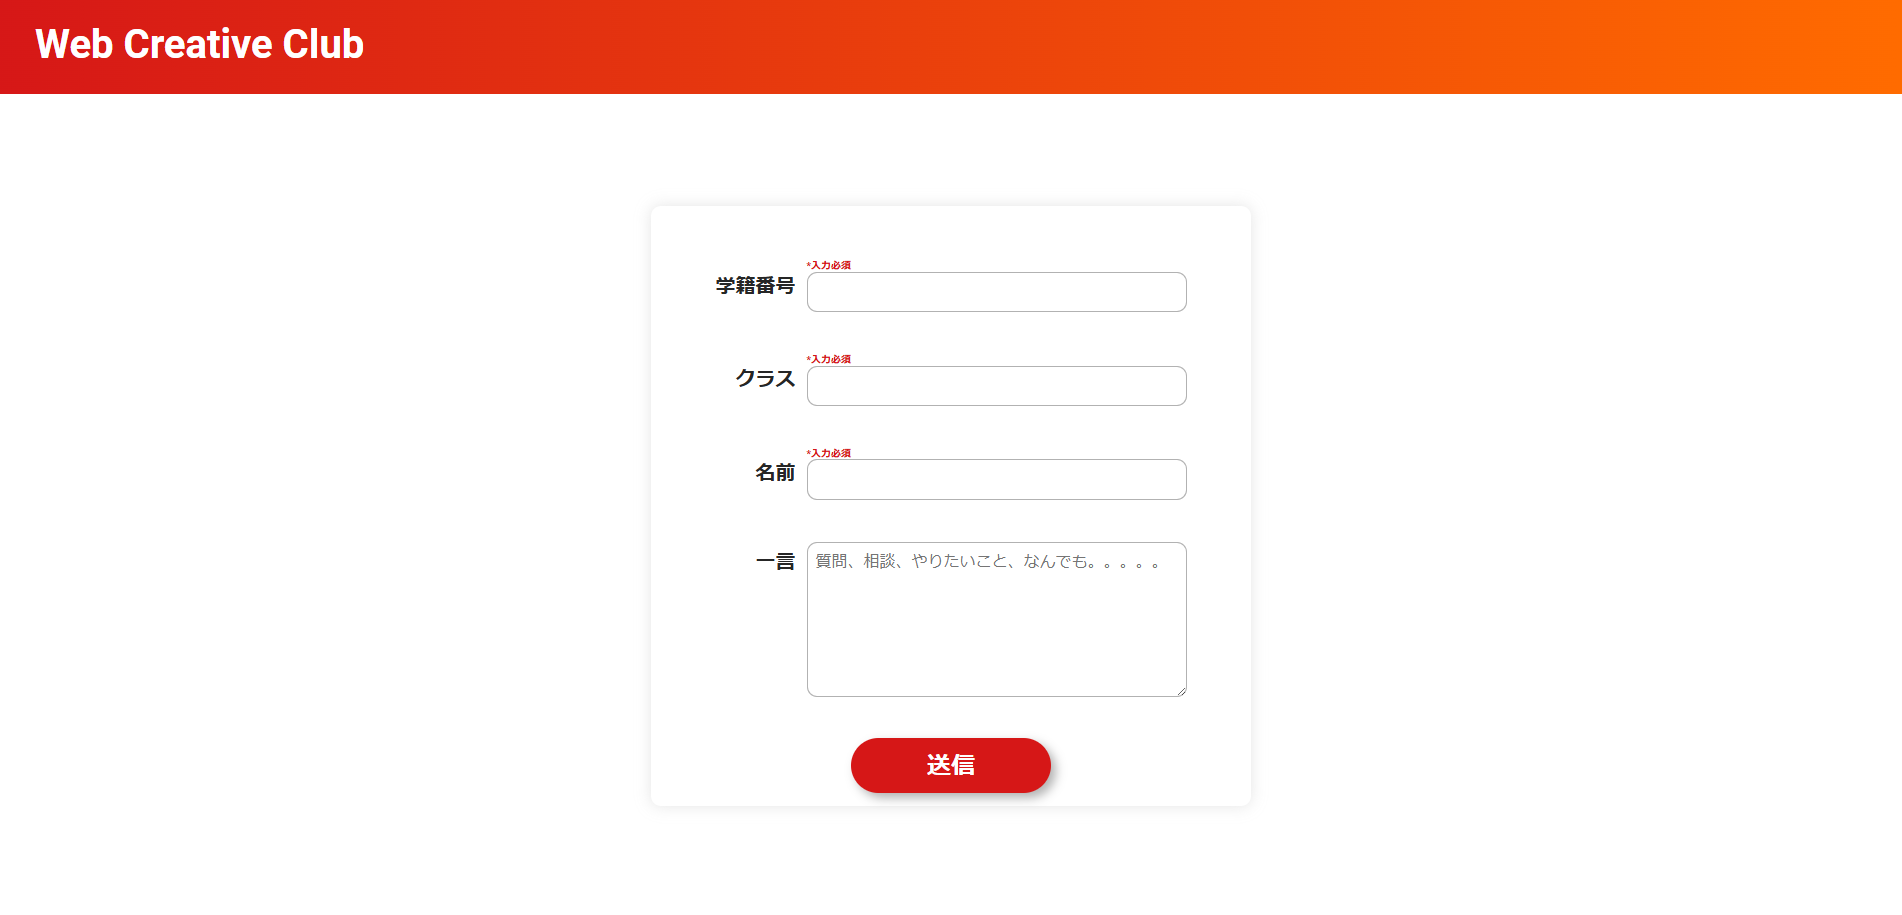 Web Creative Club
*入力必須
学籍番号
*入力必須
クラス
*入力必須
名前
一言
質問、相談、やりたいこと、なんでも。。。。。
送信